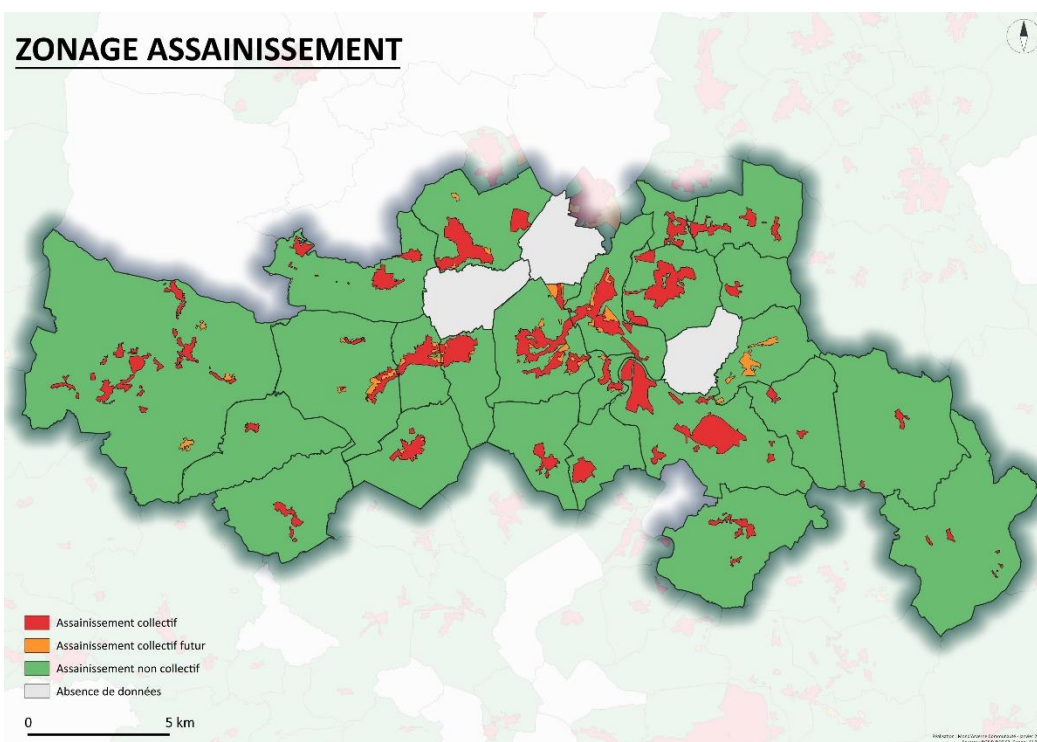 ZONAGE ASSAINISSEMENT
Assainissement collectif
Assainissement collectif futur
Assainissement non collectif
Absence de données
0 5 km